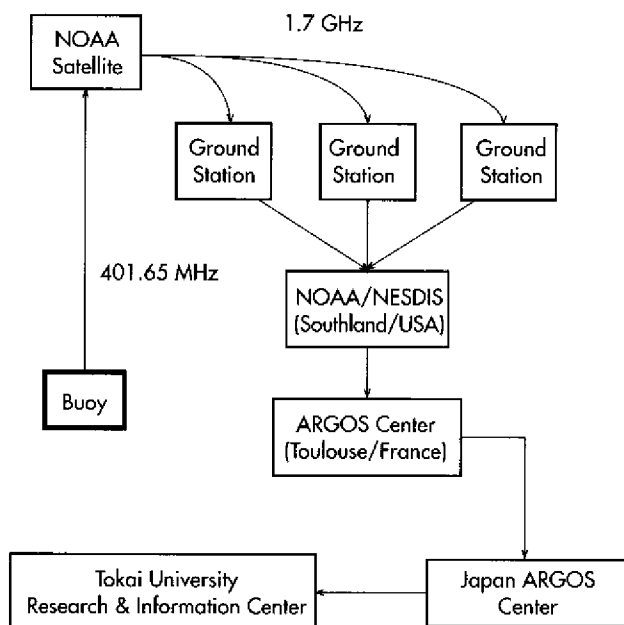 1.7 GHz
NOAA
Satellite
Ground
Station
Ground
Station
Ground
Station
401.65 MHz
NOAA/NESDIS
(Southland/USA)
Buoy
ARGOS Center
(Toulouse/France)
Tokai University
Research & Information Center
Japan ARGOS
Center